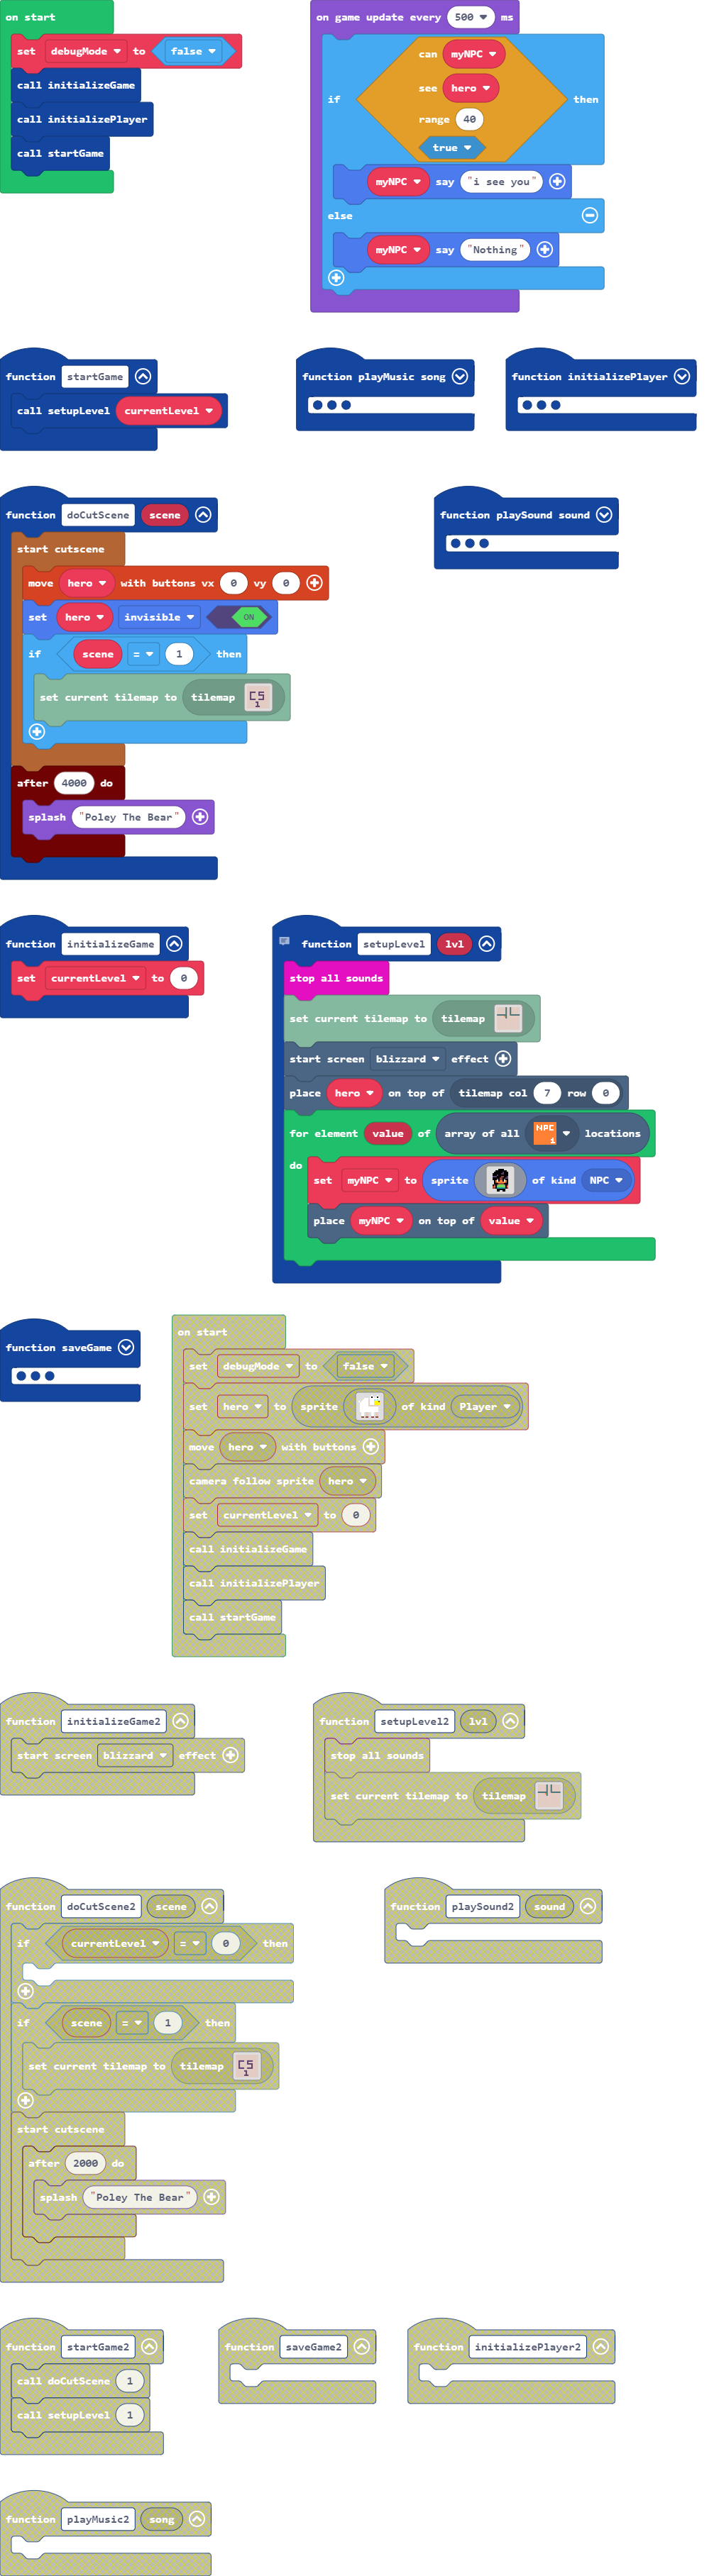 on start
set debugMode to false
call initializeGame
call initializePlayer
call startGame
on game update every 500 ms
can myNPC
see hero
if range 40 then
true
myNPC say "i see you"
else
myNPC say "Nothing"
function startGame
call setupLevel currentLevel
function playMusic song
function initializePlayer
function doCutScene scene
start cutscene
move hero with buttons vx 0 vy 0
set hero invisible ON
if scene = 1 then
set current tilemap to tilemap CS 1
after 4000 do
splash "Poley The Bear"
function playSound sound
function initializeGame
set currentLevel to 0
function setupLevel lvl
stop all sounds
set current tilemap to tilemap
start screen blizzard effect
place hero on top of tilemap col 7 row 0
for element value of array of all NPC 1 locations
do
set myNPC to sprite of kind NPC
place myNPC on top of value
function saveGame
on start
set debugMode to false
set hero to sprite of kind Player
move hero with buttons
camera follow sprite hero
set currentLevel to 0
call initializeGame
call initializePlayer
call startGame
function initializeGame2
start screen blizzard effect
function setupLevel2 lvl
stop all sounds
set current tilemap to tilemap
function doCutScene2 scene
if currentLevel = 0 then
if scene = 1 then
set current tilemap to tilemap CS 1
start cutscene
after 2000 do
splash "Poley The Bear"
function playSound2 sound
function startGame2
call doCutScene 1
call setupLevel 1
function saveGame2
function initializePlayer2
function playMusic2 song